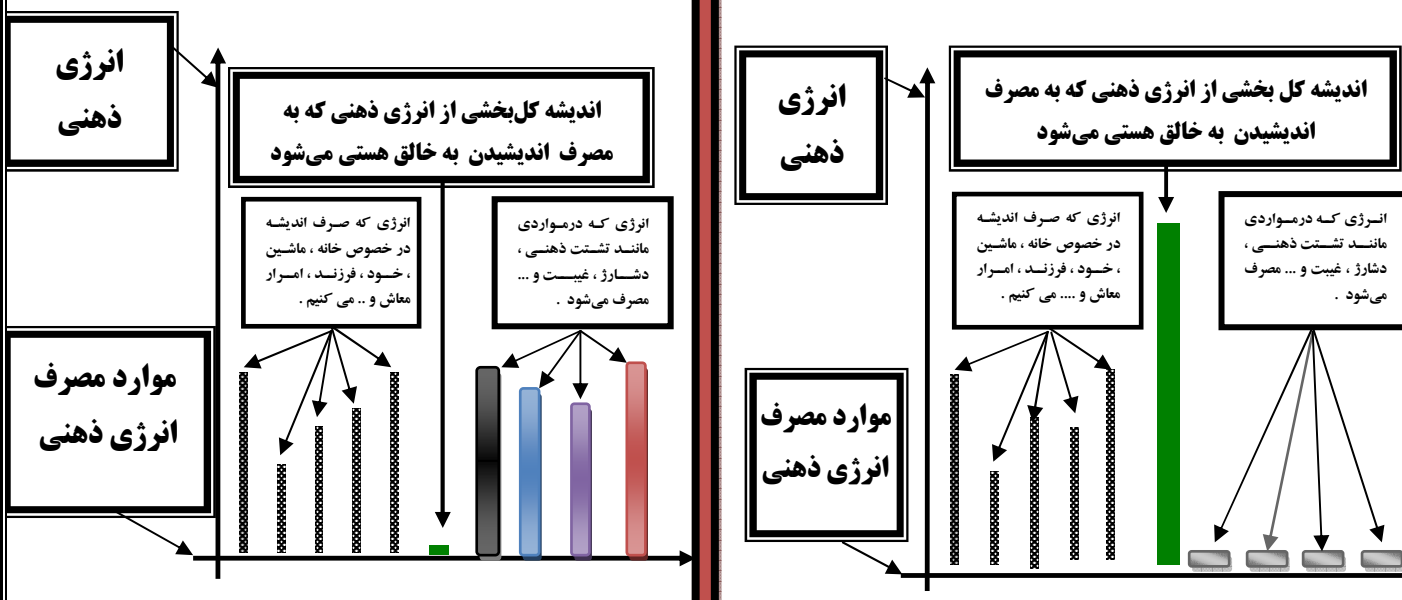 انرژی
ذهنی
اندیشه کل‌بخشی از انرژی ذهنی که به
مصرف اندیشیدن به خالق هستی می‌شود
انرژی که صرف اندیشه
در خصوص خانه ، ماشین
، خود ، فرزند ، امرار
معاش و .. می کنیم .
انرژی که درمواردی
مانند تشتت ذهنی ،
دشارژ ، غیبت و ...
مصرف می‌شود .
موارد مصرف
انرژی ذهنی
انرژی
ذهنی
اندیشه کل بخشی از انرژی ذهنی که به مصرف
اندیشیدن به خالق هستی می‌شود
انرژی که صرف اندیشه
در خصوص خانه ، ماشین
، خود ، فرزند ، امرار
معاش و .... می کنیم .
انرژی که درمواردی
مانند تشتت ذهنی ،
دشارژ ، غیبت و ... مصرف
می‌شود .
موارد مصرف
انرژی ذهنی